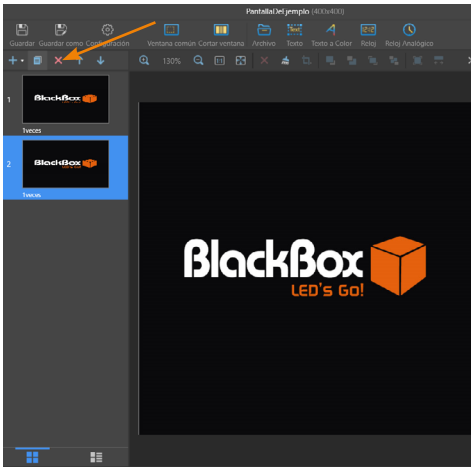 PantallaDeEjemplo (400x400)
Guardar Guardar como Configuración Ventana común Cortar ventana Archivo Texto Texto a Color Reloj Reloj Analógico
130%
1
BlackBox
LED's Go!
1veces
2
BlackBox
LED's Go!
1veces
BlackBox
LED's Go!